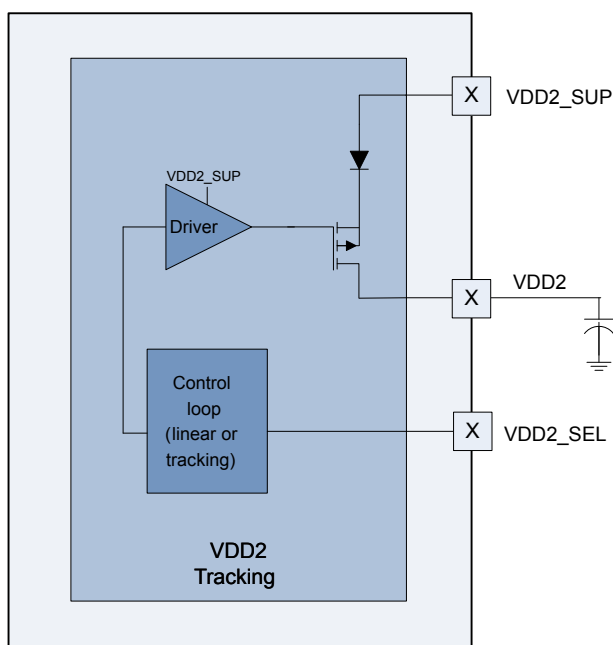 X VDD2_SUP
VDD2_SUP
Driver
X VDD2
Control
loop
(linear or
tracking)
X VDD2_SEL
VDD2
Tracking